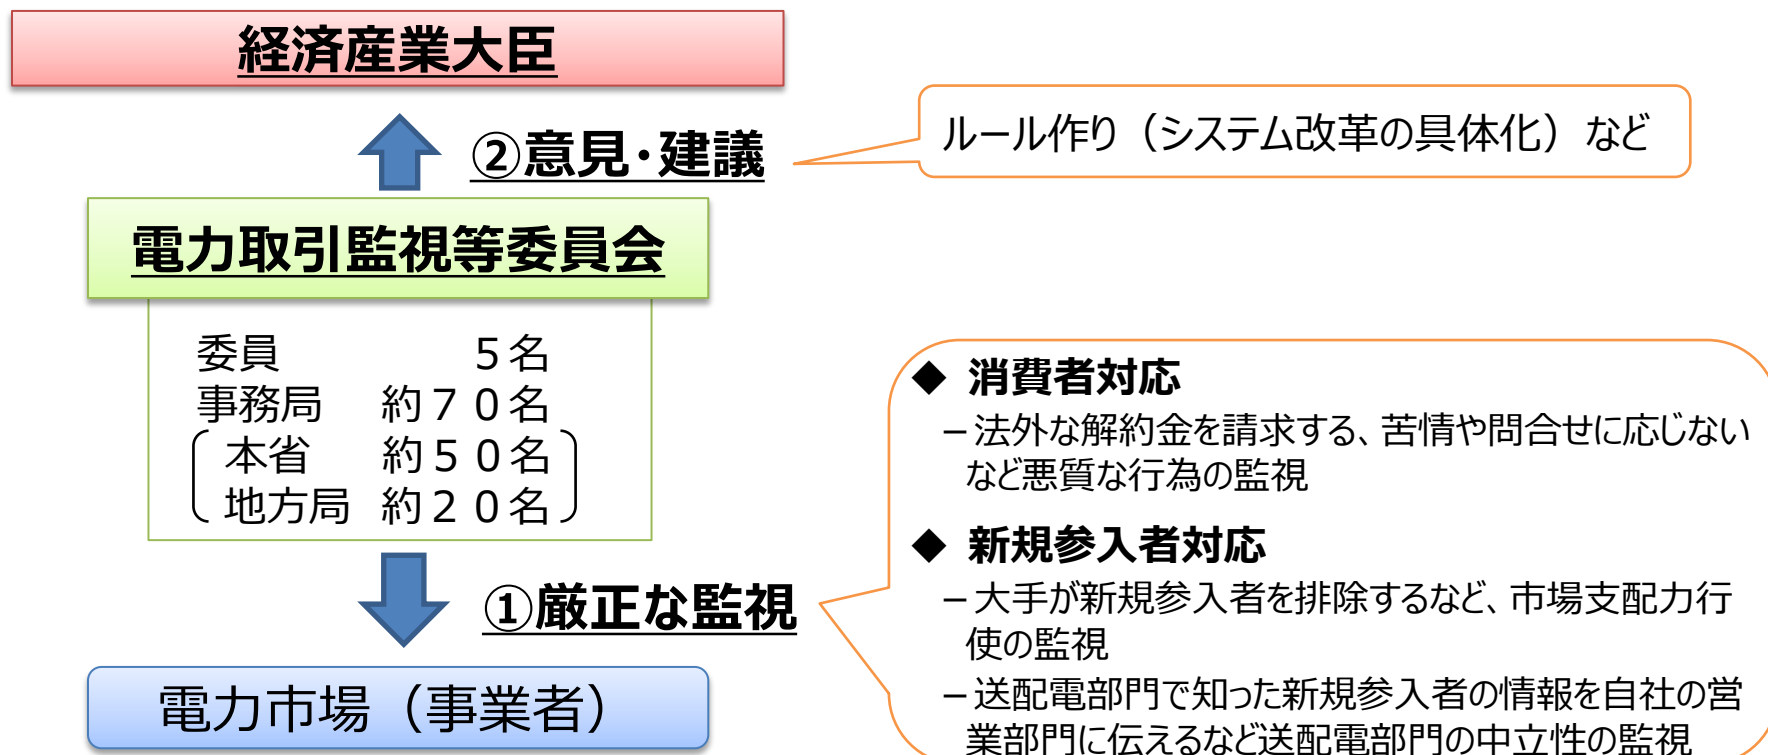 経済産業大臣
②意見・建議
ルール作り（システム改革の具体化）など
電力取引監視等委員会
委員　　　　　５名
事務局　約７０名
本省　約５０名
地方局　約２０名
①厳正な監視
電力市場（事業者）
◆ 消費者対応
－法外な解約金を請求する、苦情や問合せに応じない
など悪質な行為の監視
◆ 新規参入者対応
－大手が新規参入者を排除するなど、市場支配力行
使の監視
－送配電部門で知った新規参入者の情報を自社の営
業部門に伝えるなど送配電部門の中立性の監視